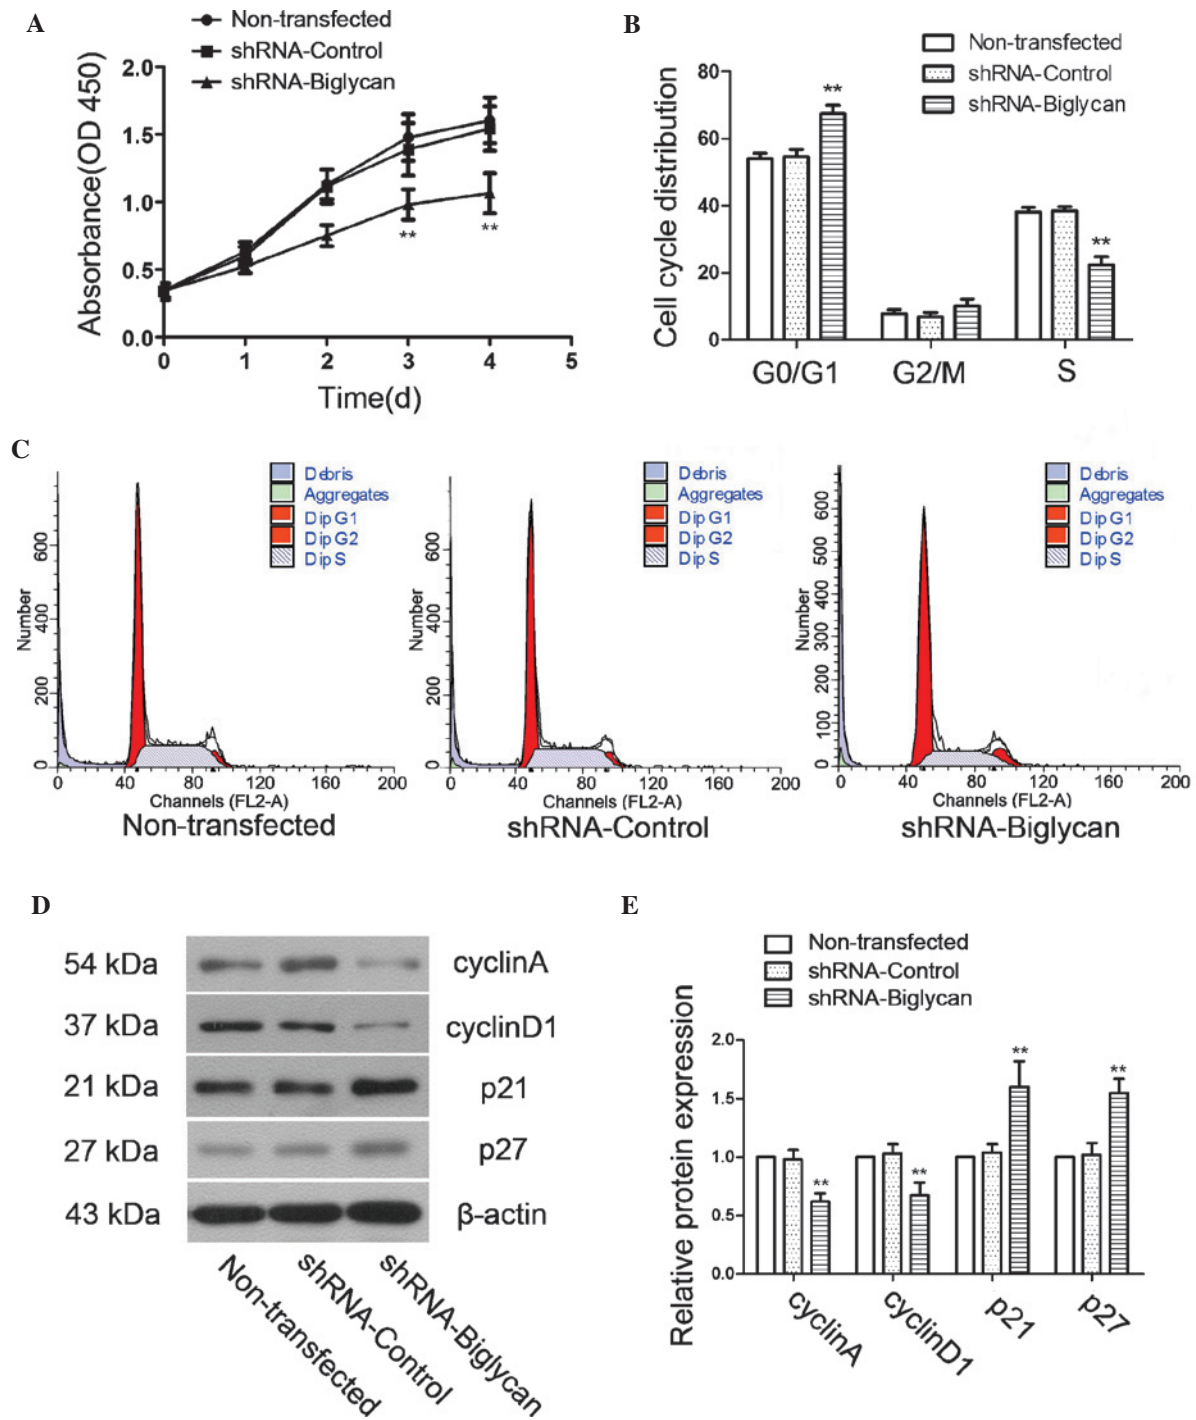 A
Non-transfected
shRNA-Control
shRNA-Biglycan
Absorbance(OD 450)
2.0
1.5
1.0
0.5
0.0
**
**
0 1 2 3 4 5
Time(d)
B
Non-transfected
shRNA-Control
shRNA-Biglycan
Cell cycle distribution
80
60
40
20
0
**
**
G0/G1 G2/M S
C
Debris
Aggregates
Dip G1
Dip G2
Dip S
Number
600
400
200
0
0 40 80 120 160 200
Channels (FL2-A)
Non-transfected
Debris
Aggregates
Dip G1
Dip G2
Dip S
Number
600
400
200
0
0 40 80 120 160 200
Channels (FL2-A)
shRNA-Control
Debris
Aggregates
Dip G1
Dip G2
Dip S
Number
600
500
400
300
200
100
0
0 40 80 120 160 200
Channels (FL2-A)
shRNA-Biglycan
D
54 kDa cyclinA
37 kDa cyclinD1
21 kDa p21
27 kDa p27
43 kDa β-actin
Non-transfected
shRNA-Control
shRNA-Biglycan
E
Non-transfected
shRNA-Control
shRNA-Biglycan
Relative protein expression
2.0
1.5
1.0
0.5
0.0
**
**
**
**
cyclinA
cyclinD1
p21
p27